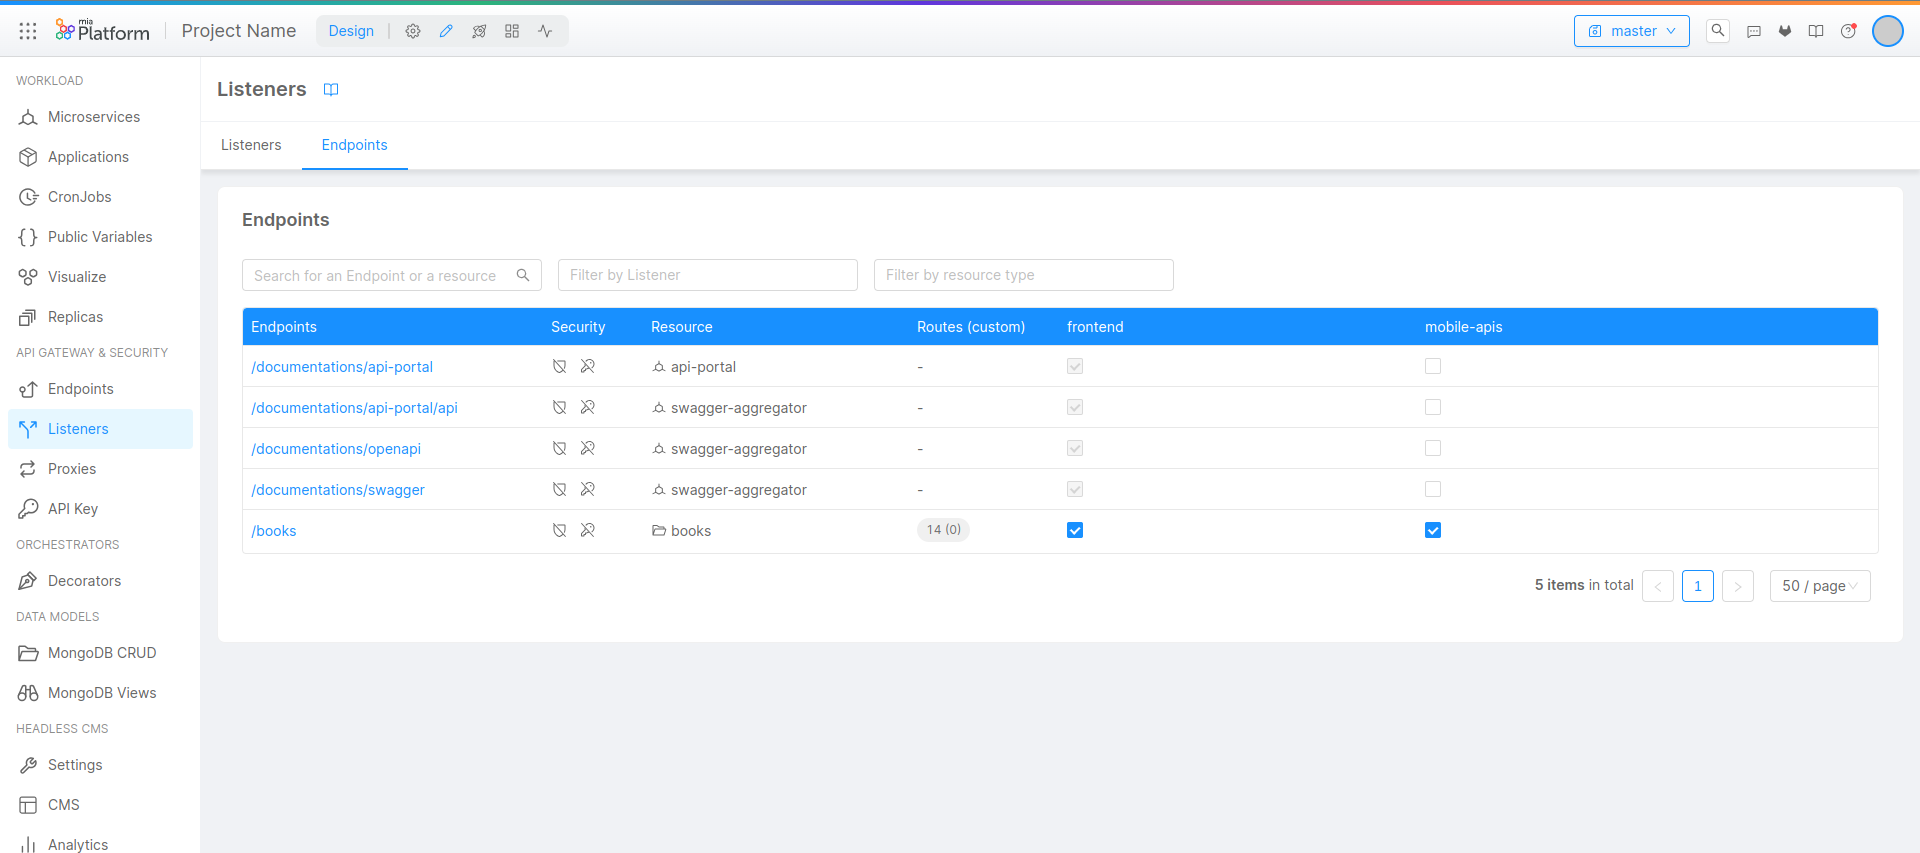 mia
Platform
Project Name
Design
master
WORKLOAD
Microservices
Applications
CronJobs
Public Variables
Visualize
Replicas
API GATEWAY & SECURITY
Endpoints
Listeners
Proxies
API Key
ORCHESTRATORS
Decorators
DATA MODELS
MongoDB CRUD
MongoDB Views
HEADLESS CMS
Settings
CMS
Analytics
Listeners
Listeners Endpoints
Endpoints
Search for an Endpoint or a resource Filter by Listener Filter by resource type
Endpoints Security Resource Routes (custom) frontend mobile-apis
/documentations/api-portal api-portal -
/documentations/api-portal/api swagger-aggregator -
/documentations/openapi swagger-aggregator -
/documentations/swagger swagger-aggregator -
/books books 14 (0)
5 items in total < 1 > 50 / page